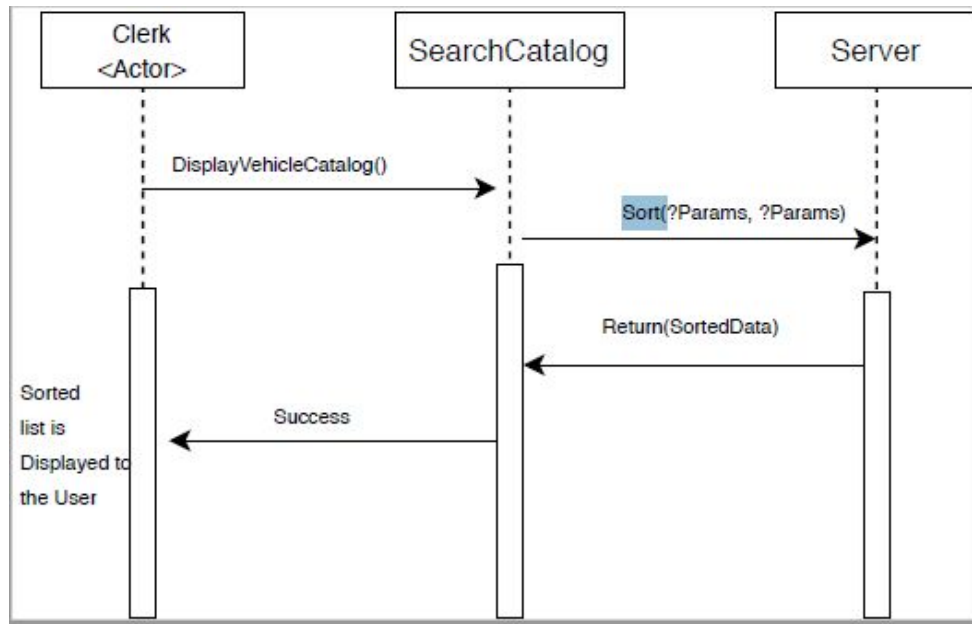 Clerk
<Actor>
SearchCatalog
Server
DisplayVehicleCatalog()
Sort(?Params, ?Params)
Return(SortedData)
Success
Sorted
list is
Displayed to
the User